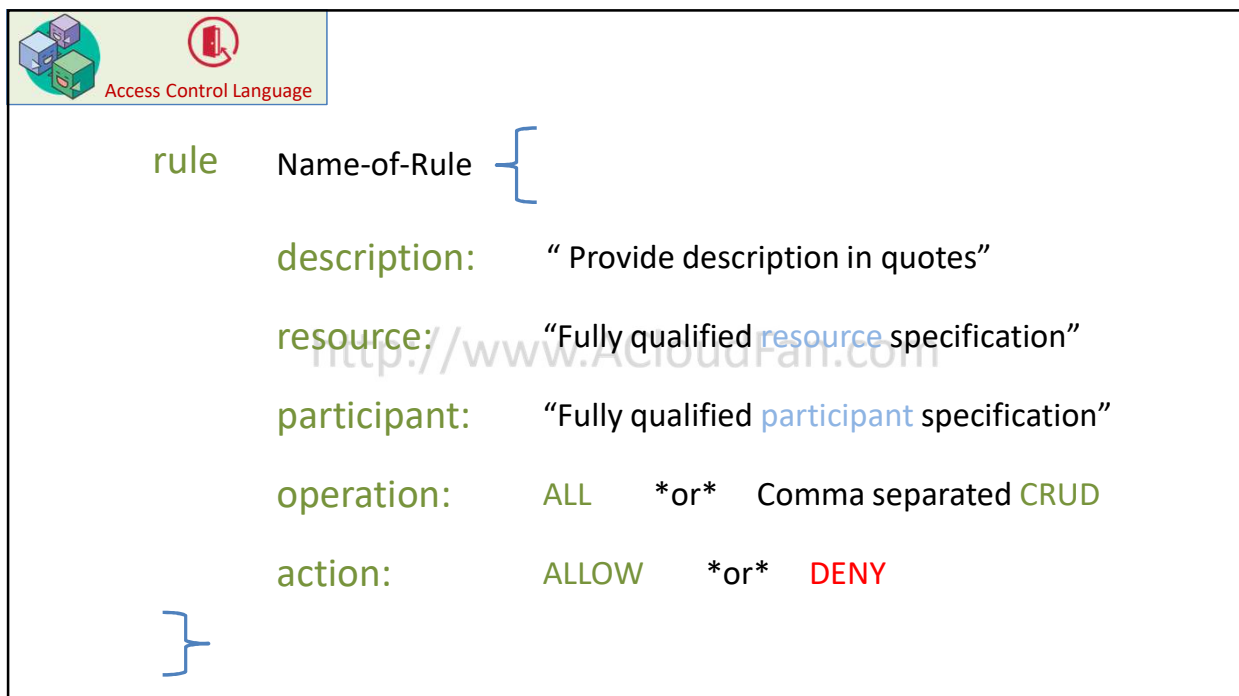 Access Control Language
rule Name-of-Rule {
description: “ Provide description in quotes”
resource: “Fully qualified resource specification”
http://www.ACloudFan.com
participant: “Fully qualified participant specification”
operation: ALL *or* Comma separated CRUD
action: ALLOW *or* DENY
}